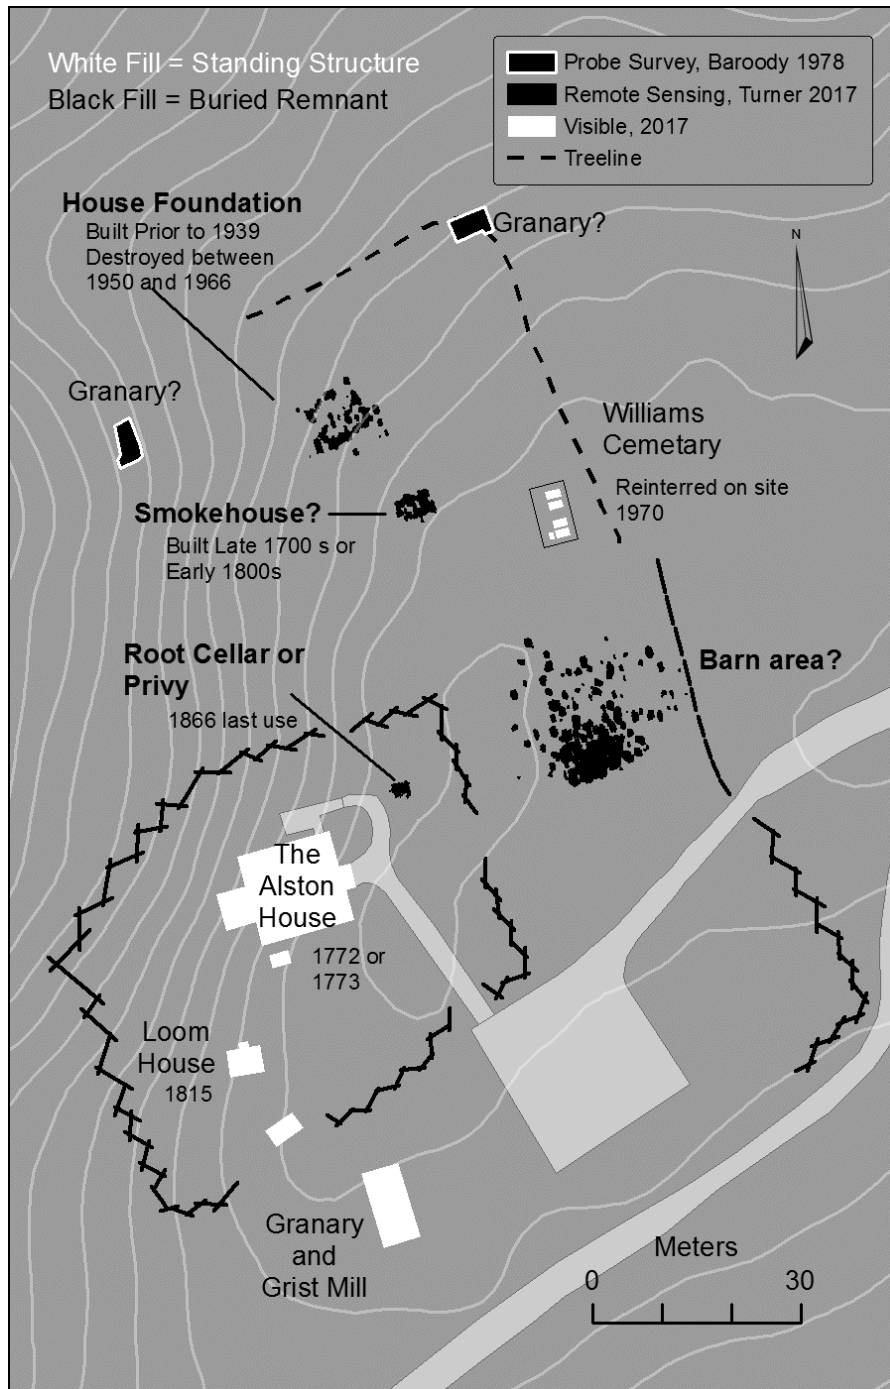 White Fill = Standing Structure
Black Fill = Buried Remnant
Probe Survey, Baroody 1978
Remote Sensing, Turner 2017
Visible, 2017
Treeline
House Foundation
Built Prior to 1939
Destroyed between
1950 and 1966
Granary?
N
Granary?
Williams
Cemetary
Reinterred on site
1970
Smokehouse?
Built Late 1700 s or
Early 1800s
Root Cellar or
Privy
1866 last use
Barn area?
The
Alston
House
1772 or
1773
Loom
House
1815
Granary
and
Grist Mill
Meters
0 30